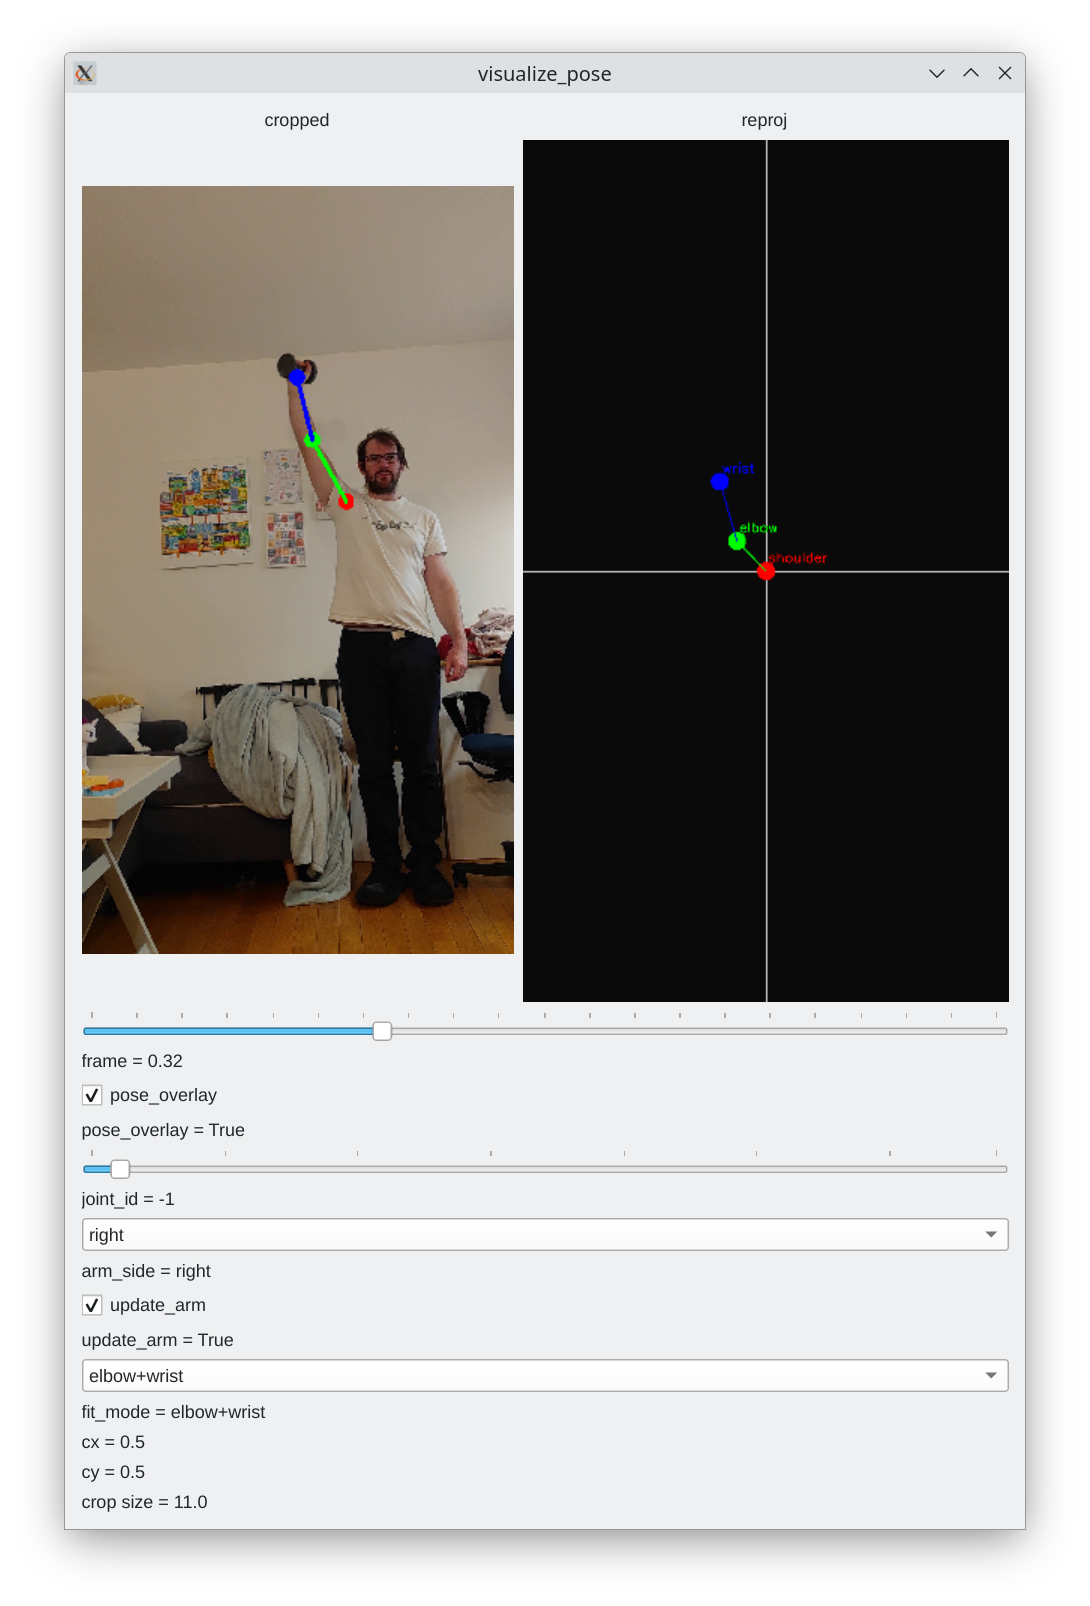 visualize_pose
cropped
reproj
wrist
elbow
shoulder
frame = 0.32
pose_overlay
pose_overlay = True
joint_id = -1
right
arm_side = right
update_arm
update_arm = True
elbow+wrist
fit_mode = elbow+wrist
cx = 0.5
cy = 0.5
crop size = 11.0